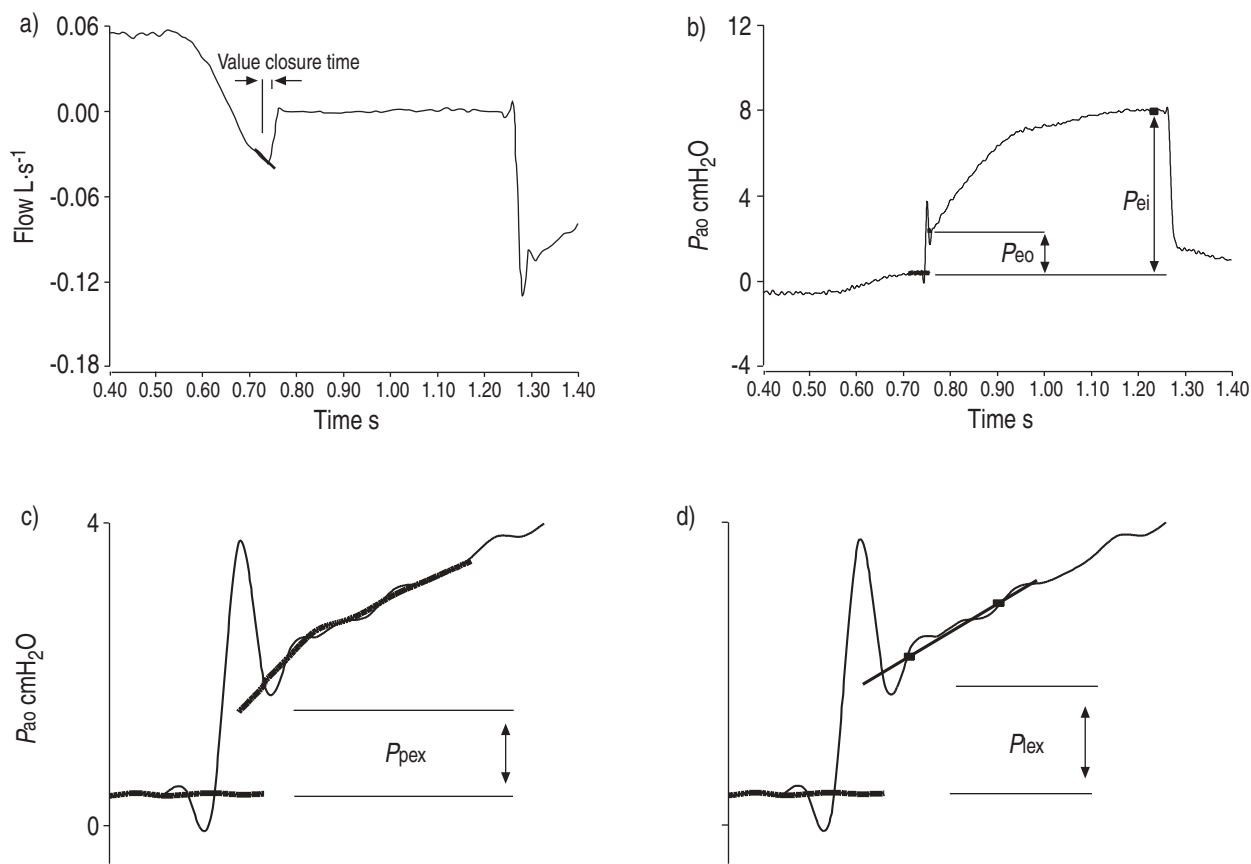 a)
0.06
0.00
-0.06
-0.12
-0.18
Flow L·s-1
Value closure time
0.40 0.50 0.60 0.70 0.80 0.90 1.00 1.10 1.20 1.30 1.40
Time s
b)
12
8
4
0
-4
Pao cmH2O
Peo
Pei
0.40 0.50 0.60 0.70 0.80 0.90 1.00 1.10 1.20 1.30 1.40
Time s
c)
4
0
Pao cmH2O
Ppex
d)
Plex